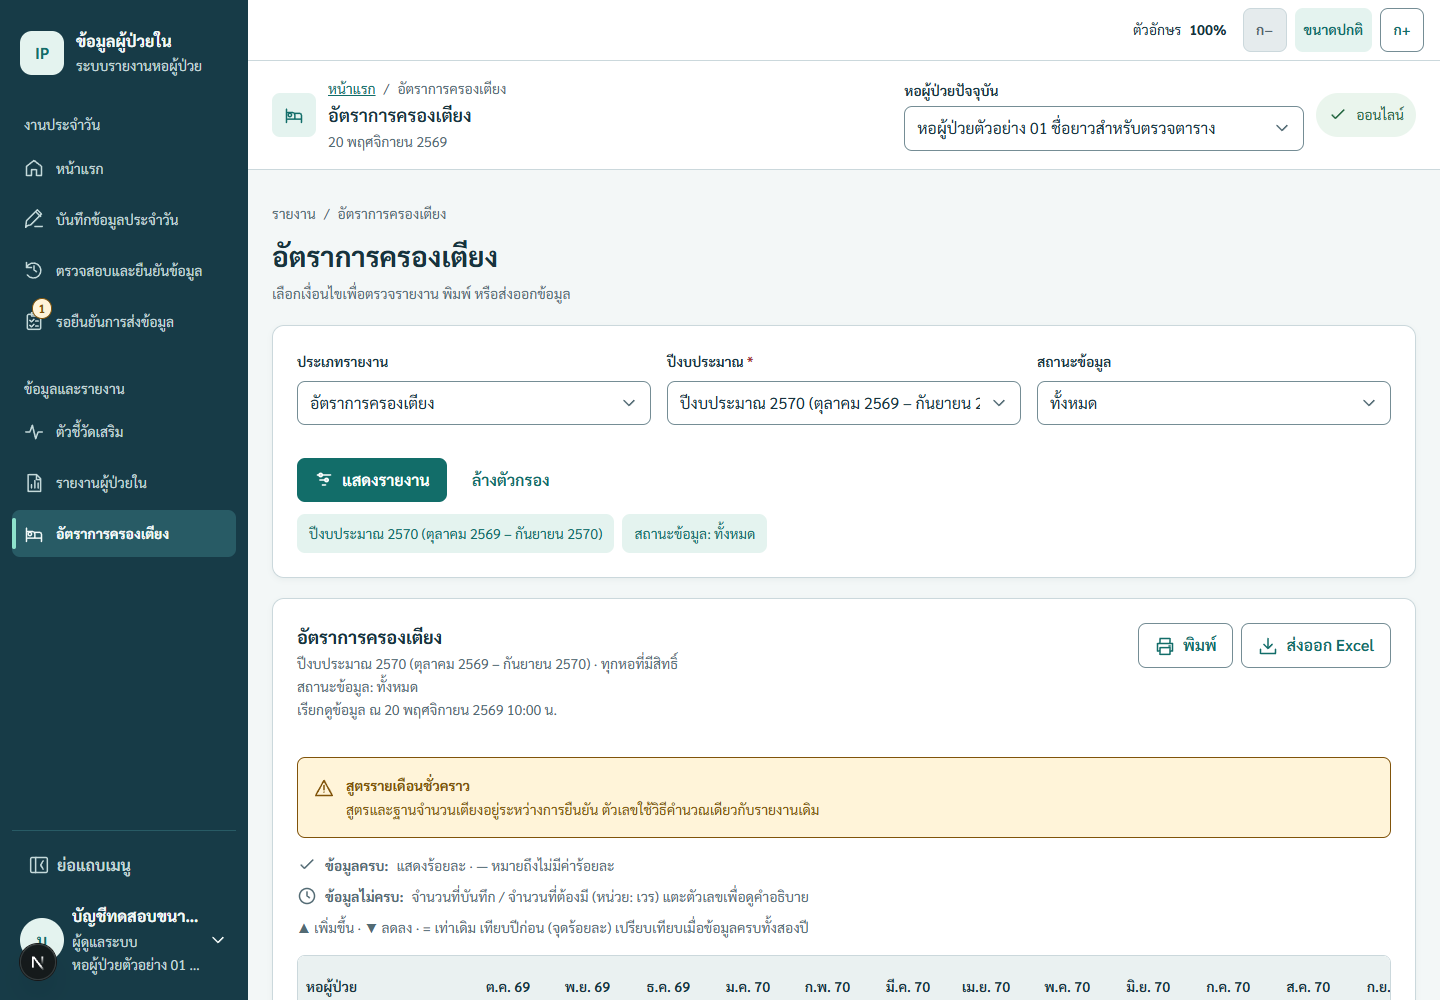 ตัวอักษร 100% ก− ขนาดปกติ ก+
IP ข้อมูลผู้ป่วยใน
ระบบรายงานหอผู้ป่วย
งานประจำวัน
หน้าแรก
บันทึกข้อมูลประจำวัน
ตรวจสอบและยืนยันข้อมูล
1
รอยืนยันการส่งข้อมูล
ข้อมูลและรายงาน
ตัวชี้วัดเสริม
รายงานผู้ป่วยใน
อัตราการครองเตียง
ย่อแถบเมนู
บัญชีทดสอบขนา...
ผู้ดูแลระบบ
หอผู้ป่วยตัวอย่าง 01 ...
N
หน้าแรก / อัตราการครองเตียง
อัตราการครองเตียง
20 พฤศจิกายน 2569
หอผู้ป่วยปัจจุบัน
หอผู้ป่วยตัวอย่าง 01 ชื่อยาวสำหรับตรวจตาราง
ออนไลน์
รายงาน / อัตราการครองเตียง
อัตราการครองเตียง
เลือกเงื่อนไขเพื่อตรวจรายงาน พิมพ์ หรือส่งออกข้อมูล
ประเภทรายงาน ปีงบประมาณ * สถานะข้อมูล
อัตราการครองเตียง ปีงบประมาณ 2570 (ตุลาคม 2569 – กันยายน 2 ทั้งหมด
แสดงรายงาน ล้างตัวกรอง
ปีงบประมาณ 2570 (ตุลาคม 2569 – กันยายน 2570) สถานะข้อมูล: ทั้งหมด
อัตราการครองเตียง
ปีงบประมาณ 2570 (ตุลาคม 2569 – กันยายน 2570) · ทุกหอที่มีสิทธิ์
สถานะข้อมูล: ทั้งหมด
เรียกดูข้อมูล ณ 20 พฤศจิกายน 2569 10:00 น.
พิมพ์ ส่งออก Excel
สูตรรายเดือนชั่วคราว
สูตรและฐานจำนวนเตียงอยู่ระหว่างการยืนยัน ตัวเลขใช้วิธีคำนวณเดียวกับรายงานเดิม
ข้อมูลครบ: แสดงร้อยละ · — หมายถึงไม่มีค่าร้อยละ
ข้อมูลไม่ครบ: จำนวนที่บันทึก / จำนวนที่ต้องมี (หน่วย: เวร) แตะตัวเลขเพื่อดูคำอธิบาย
▲ เพิ่มขึ้น · ▼ ลดลง · = เท่าเดิม เทียบปีก่อน (จุดร้อยละ) เปรียบเทียบเมื่อข้อมูลครบทั้งสองปี
หอผู้ป่วย ต.ค. 69 พ.ย. 69 ธ.ค. 69 ม.ค. 70 ก.พ. 70 มี.ค. 70 เม.ย. 70 พ.ค. 70 มิ.ย. 70 ก.ค. 70 ส.ค. 70 ก.ย.